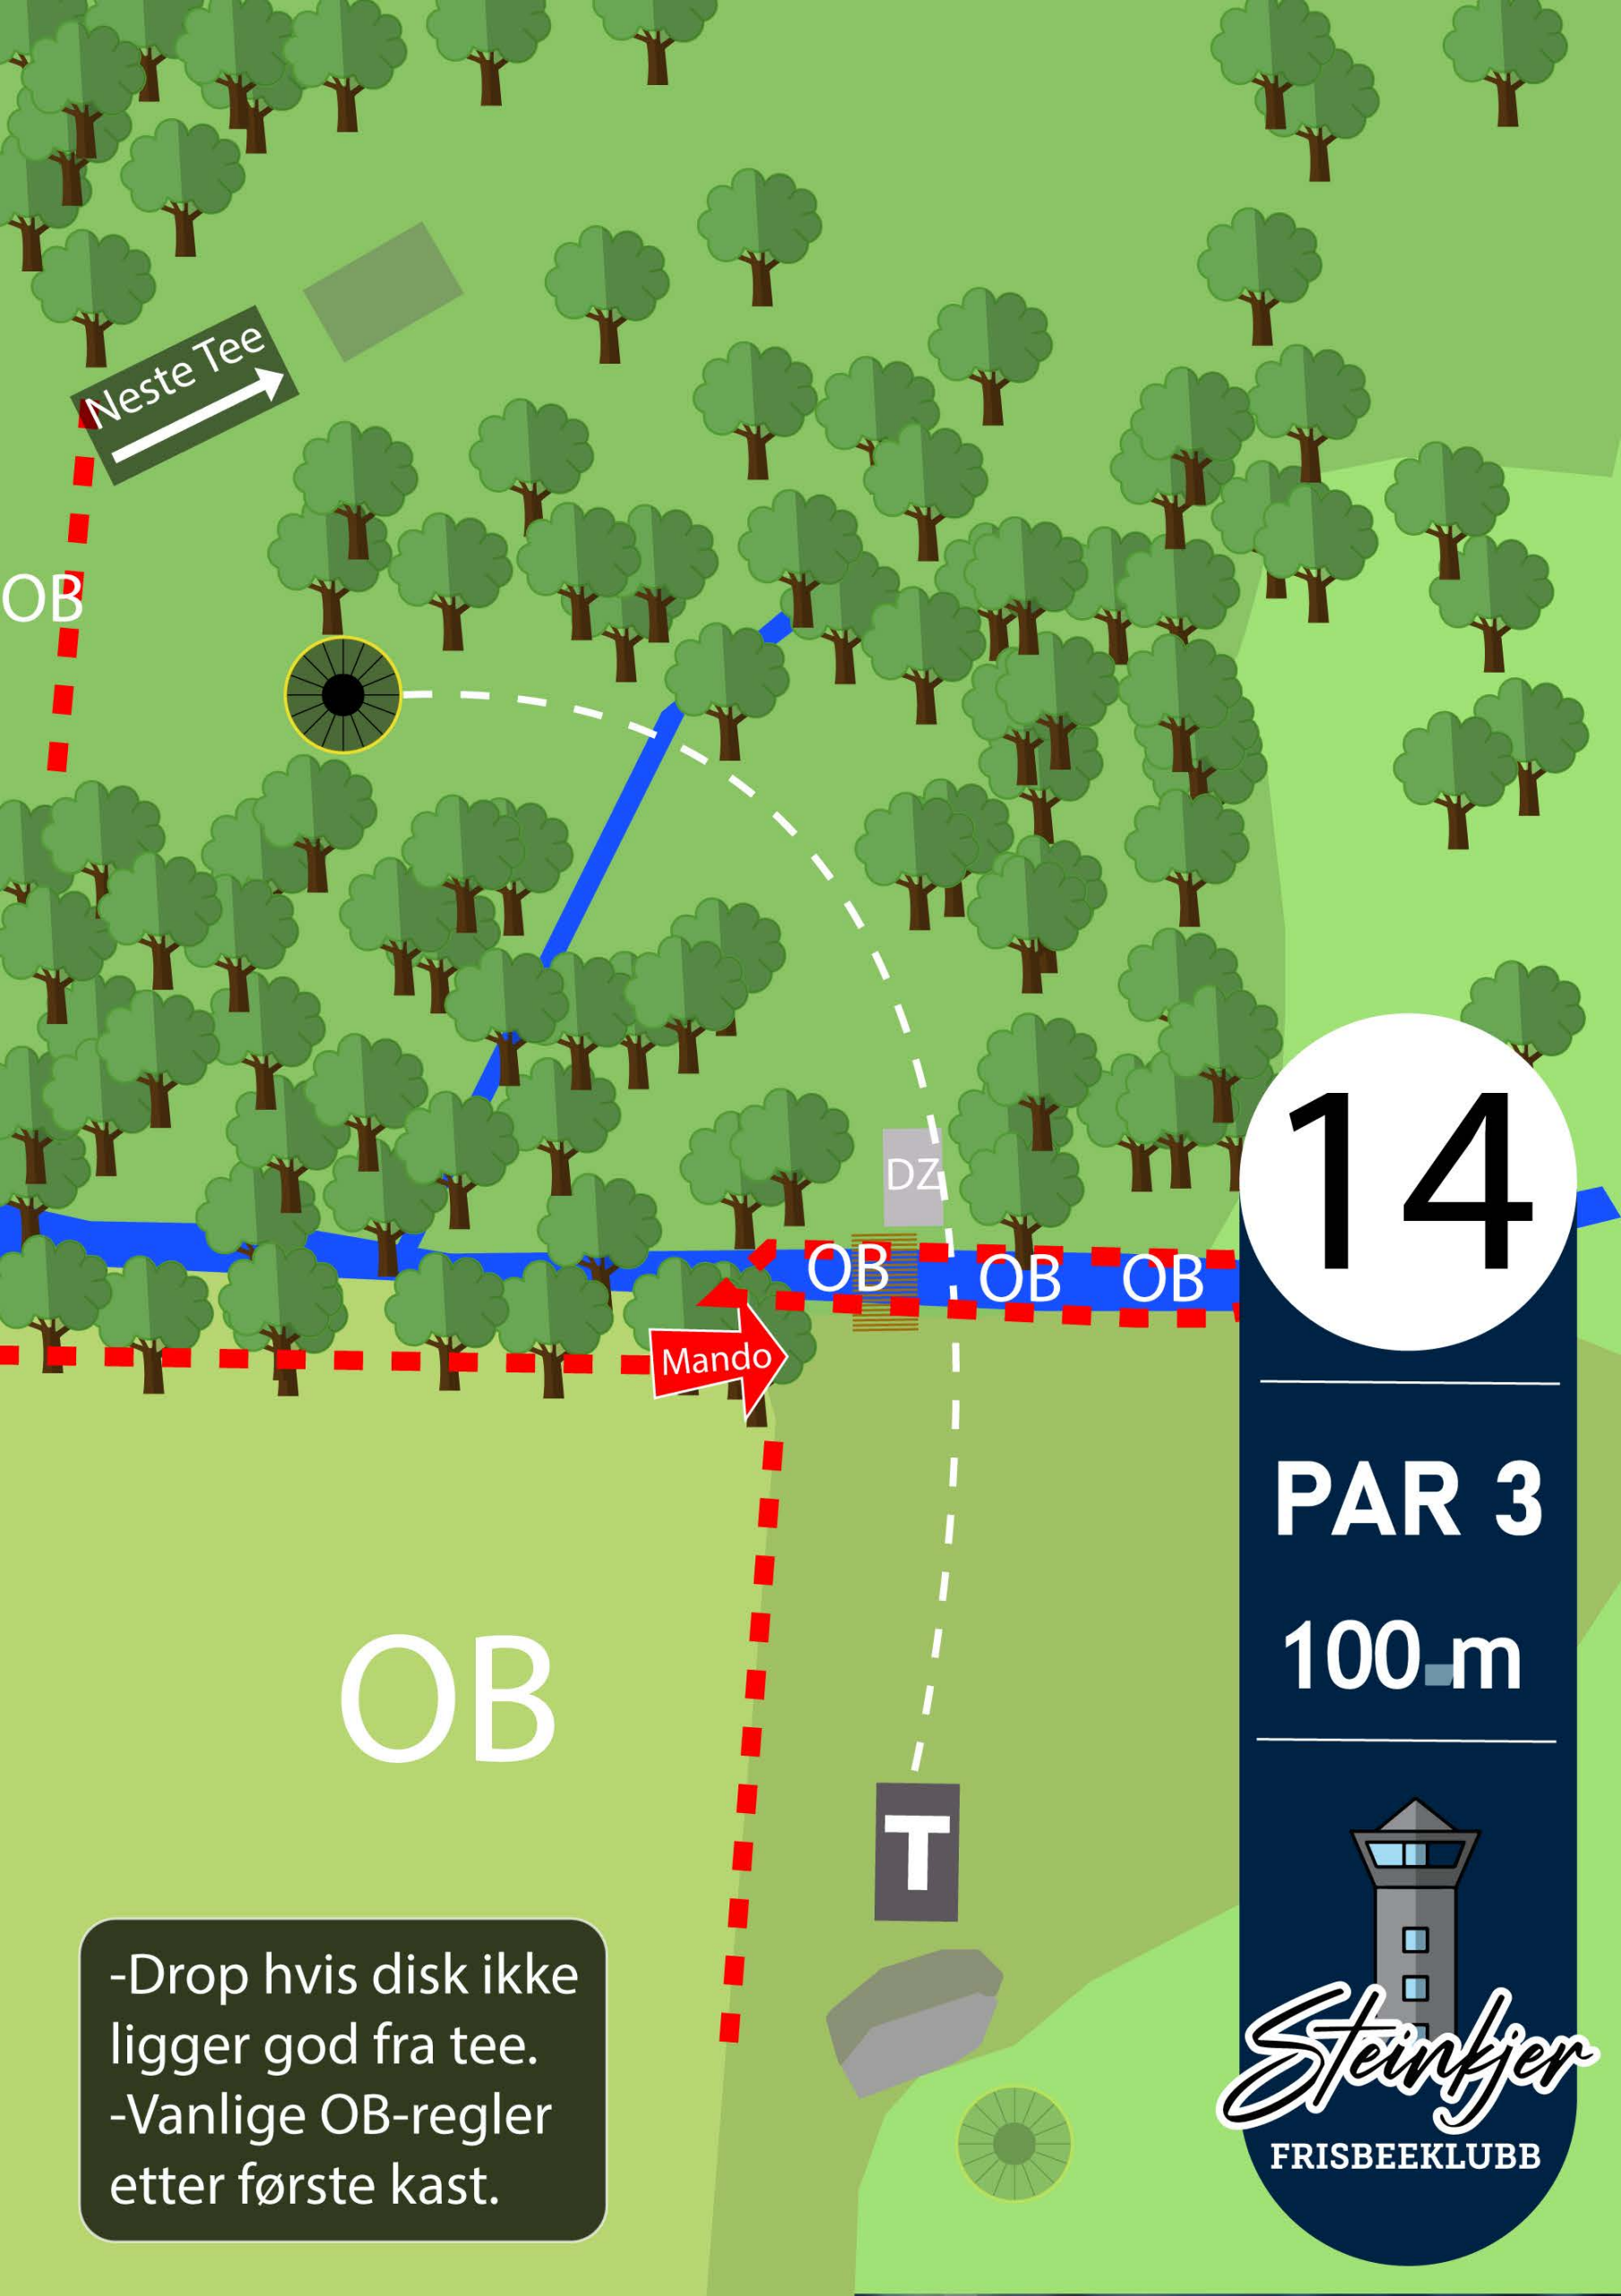 Neste Tee
OB
DZ
OB
OB
OB
Mando
14
PAR 3
100 m
OB
T
-Drop hvis disk ikke
ligger god fra tee.
-Vanlige OB-regler
etter første kast.
Steinkjer
FRISBEEKLUBB